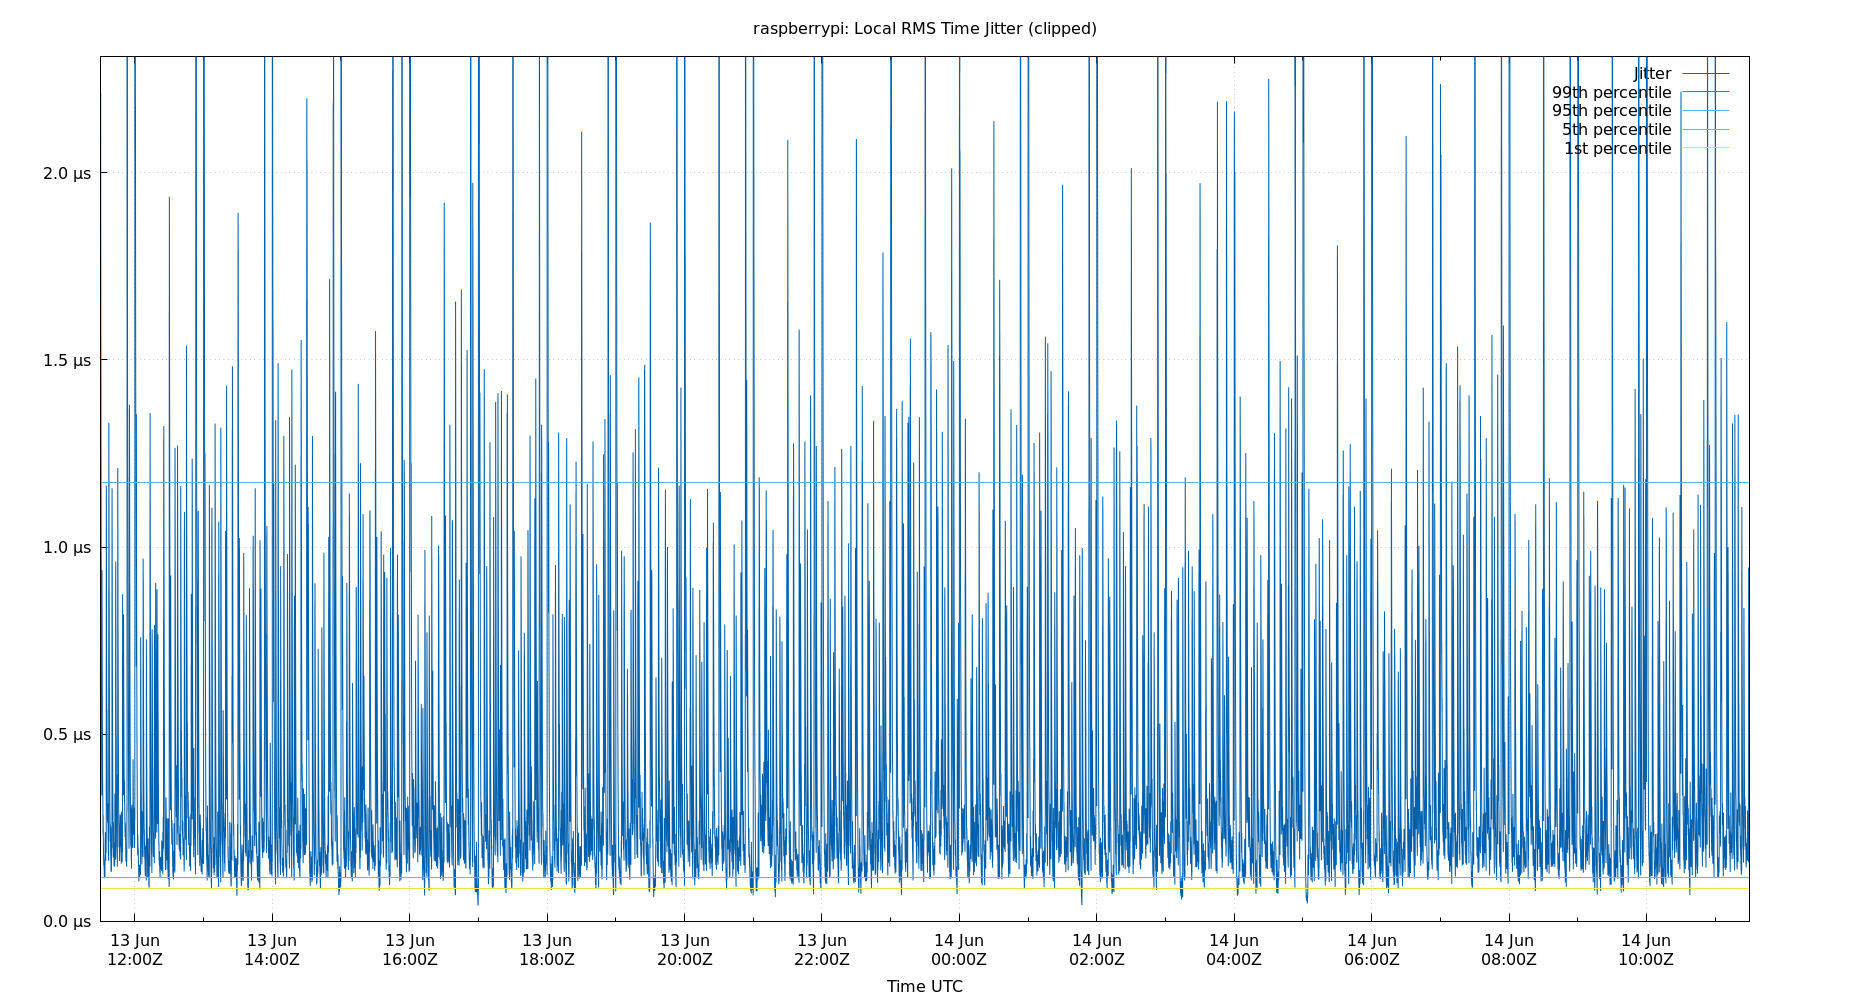 raspberrypi: Local RMS Time Jitter (clipped)
Jitter
99th percentile
95th percentile
5th percentile
1st percentile
2.0 μs
1.5 μs
1.0 μs
0.5 μs
0.0 μs
13 Jun 13 Jun 13 Jun 13 Jun 13 Jun 13 Jun 14 Jun 14 Jun 14 Jun 14 Jun 14 Jun 14 Jun
12:00Z 14:00Z 16:00Z 18:00Z 20:00Z 22:00Z 00:00Z 02:00Z 04:00Z 06:00Z 08:00Z 10:00Z
Time UTC